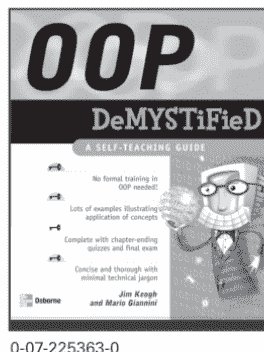 OOP
DeMYSTiFieD
A SELF-TEACHING GUIDE
No formal training in
OOP needed!
Lots of examples illustrating
application of concepts
Complete with chapter-ending
quizzes and final exam
Concise and thorough with
minimal technical jargon
Osborne
Jim Keogh
and Mario Giannini
0-07-225363-0